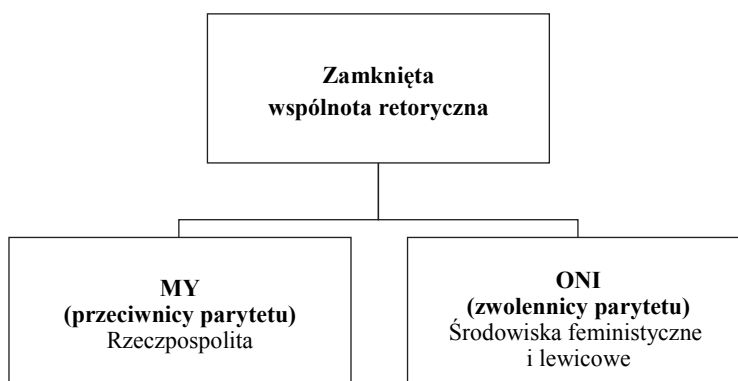 Zamknięta
wspólnota retoryczna
MY
(przeciwnicy parytetu)
Rzeczpospolita
ONI
(zwolennicy parytetu)
Środowiska feministyczne
i lewicowe